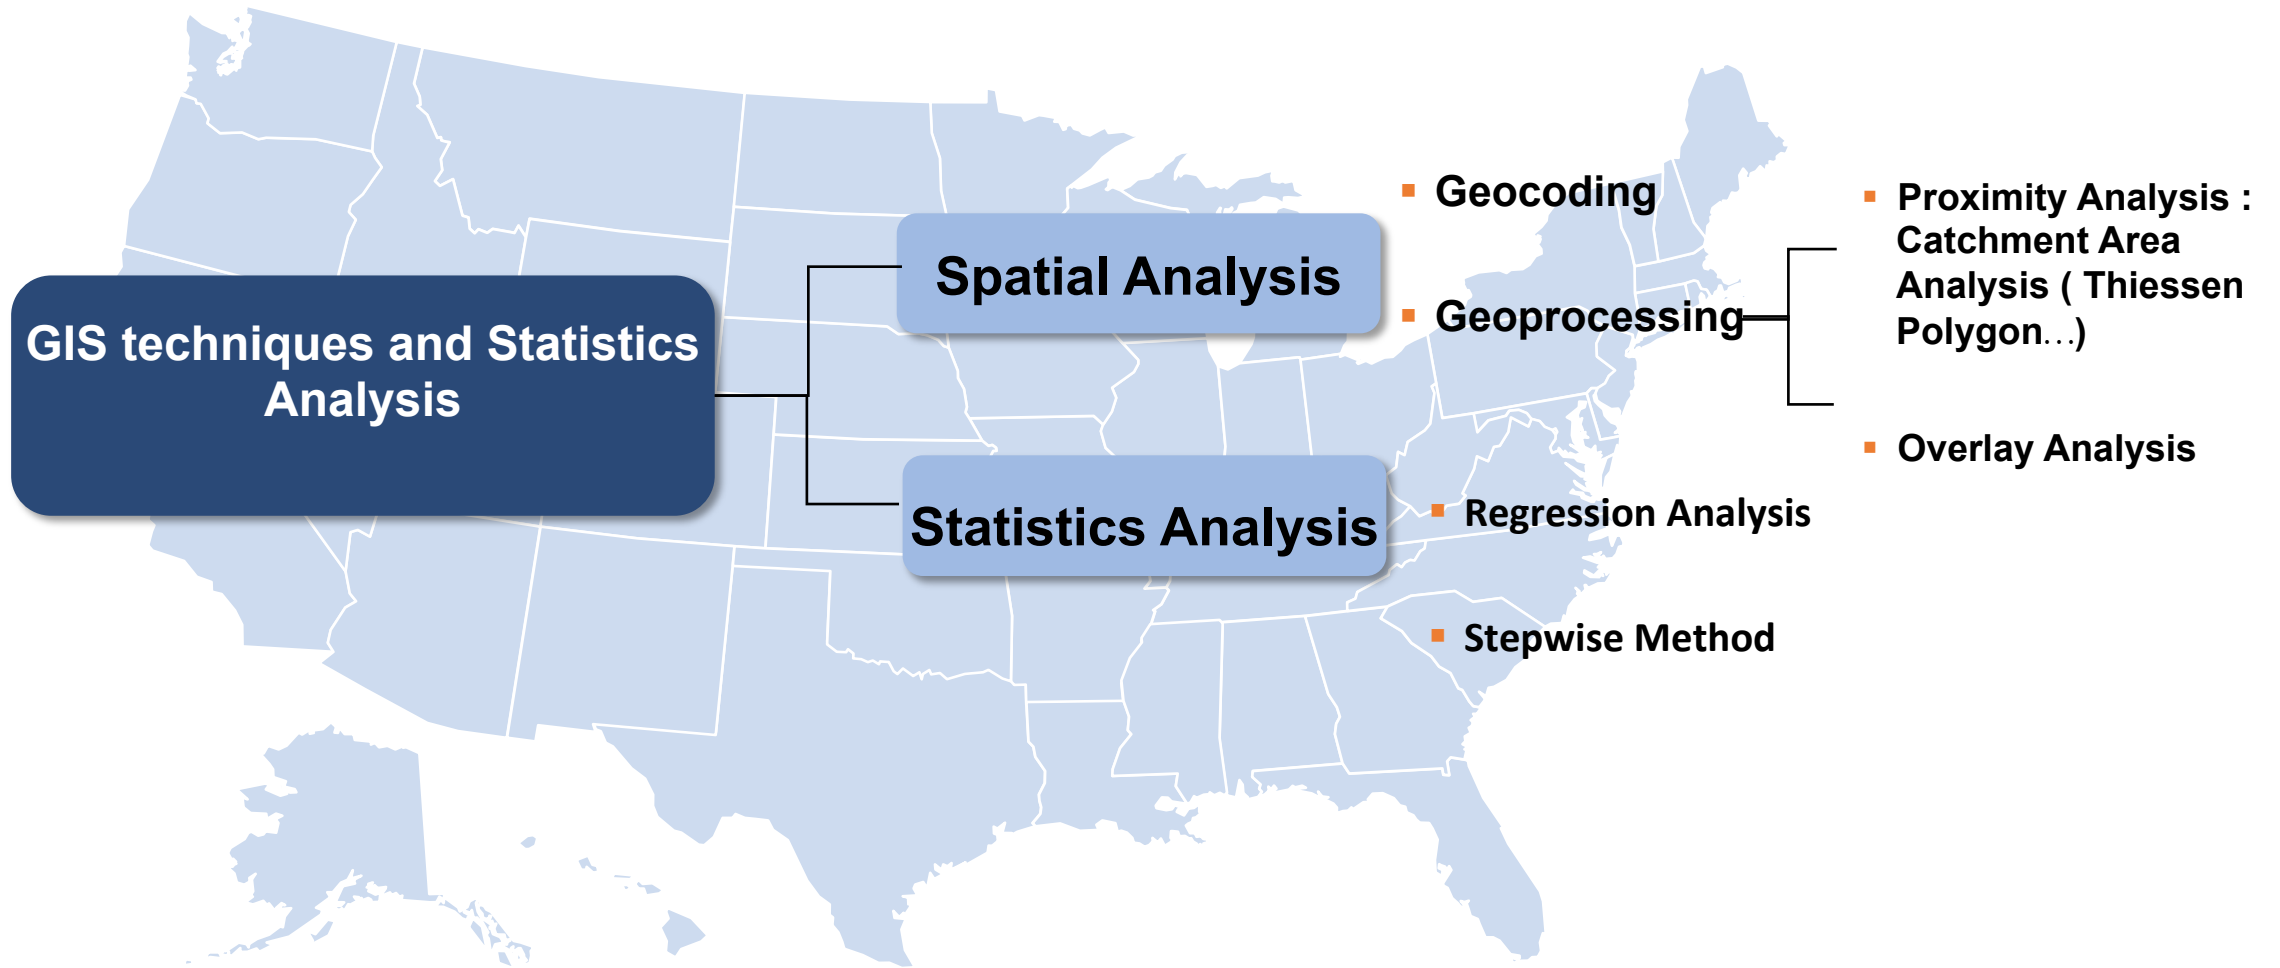 GIS techniques and Statistics
Analysis
Spatial Analysis
▪ Geocoding
▪ Geoprocessing
▪ Proximity Analysis :
Catchment Area
Analysis ( Thiessen
Polygon…)
▪ Overlay Analysis
Statistics Analysis
▪ Regression Analysis
▪ Stepwise Method